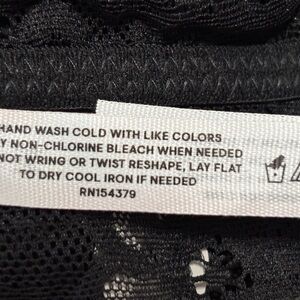 HAND WASH COLD WITH LIKE COLORS
Y NON-CHLORINE BLEACH WHEN NEEDED
NOT WRING OR TWIST RESHAPE, LAY FLAT
TO DRY COOL IRON IF NEEDED
RN154379